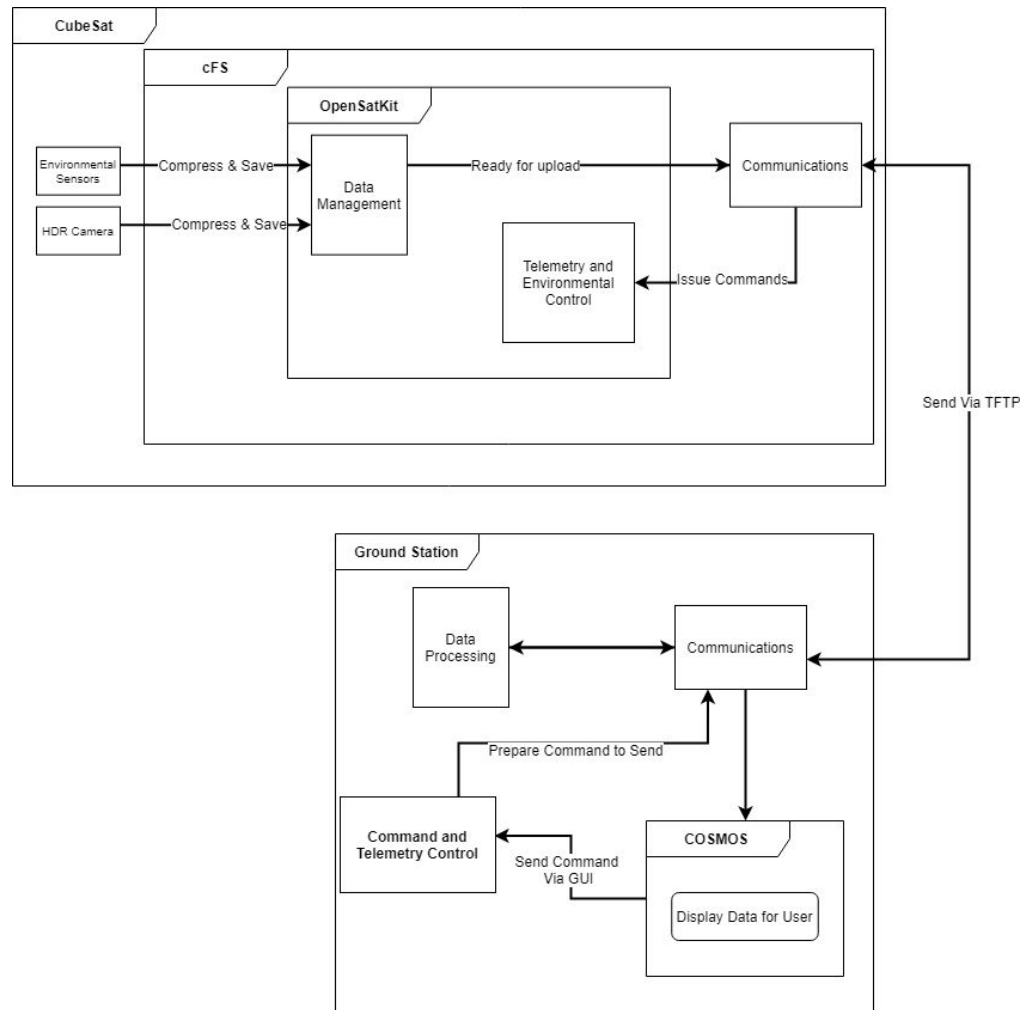 CubeSat
cFS
OpenSatKit
Environmental
Sensors
Compress & Save
Data
Management
Ready for upload
Communications
HDR Camera
Compress & Save
Telemetry and
Environmental
Control
Issue Commands
Send Via TFTP
Ground Station
Data
Processing
Communications
Prepare Command to Send
Command and
Telemetry Control
Send Command
Via GUI
COSMOS
Display Data for User